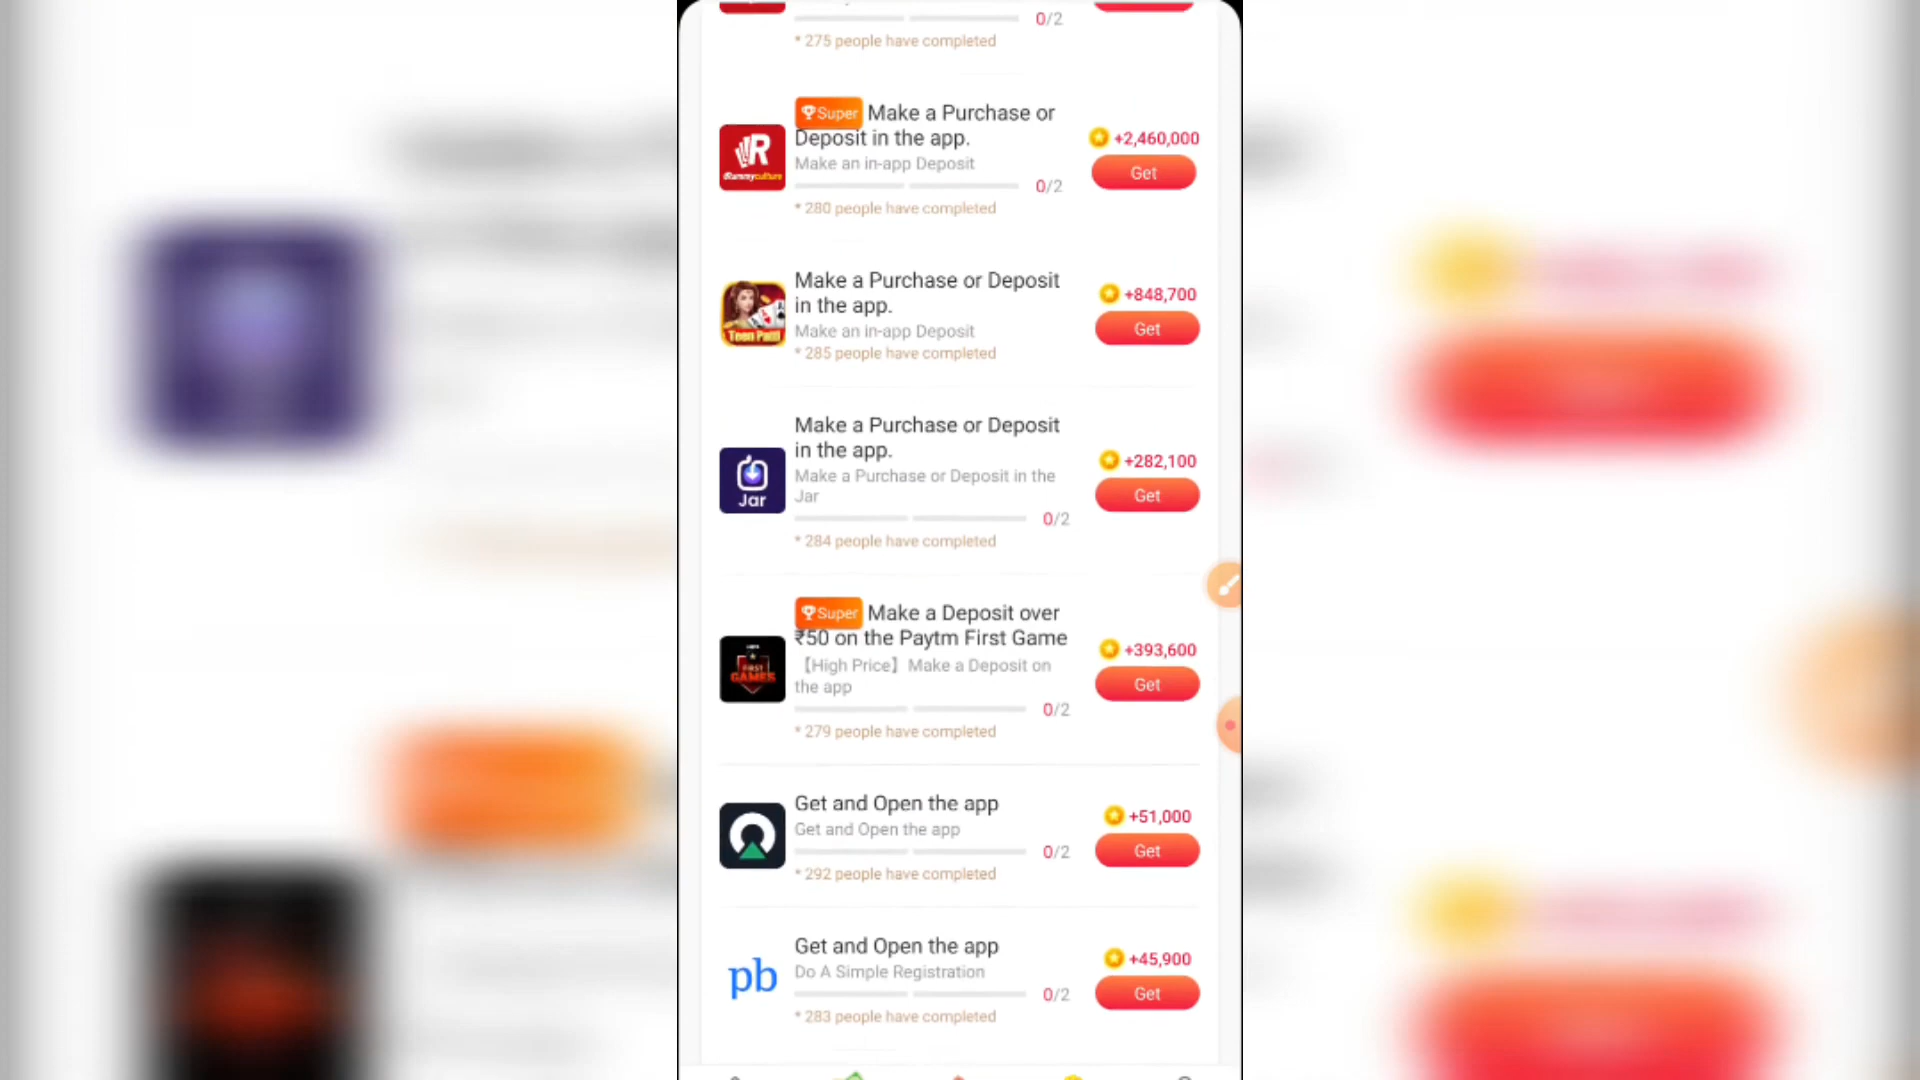 0/2
* 275 people have completed
Super Make a Purchase or
Deposit in the app.
+2,460,000
Make an in-app Deposit
Get
0/2
* 280 people have completed
R
Rummyculture
Make a Purchase or Deposit
in the app.
+848,700
Make an in-app Deposit
Get
* 285 people have completed
Teen Patti
Make a Purchase or Deposit
in the app.
+282,100
Make a Purchase or Deposit in the
Jar
Get
Jar
0/2
* 284 people have completed
Super Make a Deposit over
₹50 on the Paytm First Game
+393,600
【High Price】Make a Deposit on
the app
Get
FIRST
GAMES
0/2
* 279 people have completed
Get and Open the app
+51,000
Get and Open the app
Get
0/2
* 292 people have completed
Get and Open the app
+45,900
Do A Simple Registration
pb
Get
0/2
* 283 people have completed